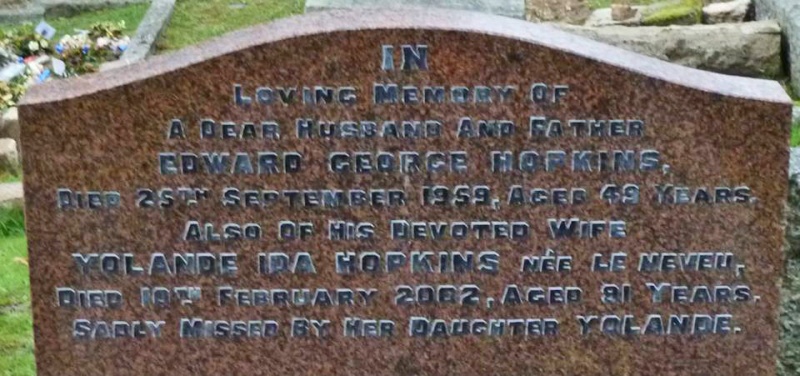 IN
LOVING MEMORY OF
A DEAR HUSBAND AND FATHER
EDWARD GEORGE HOPKINS,
DIED 25TH SEPTEMBER 1959, AGED 49 YEARS.
ALSO OF HIS DEVOTED WIFE
YOLANDE IDA HOPKINS NÉE LE NEVEU,
DIED 10TH FEBRUARY 2002, AGED 91 YEARS.
SADLY MISSED BY HER DAUGHTER YOLANDE.